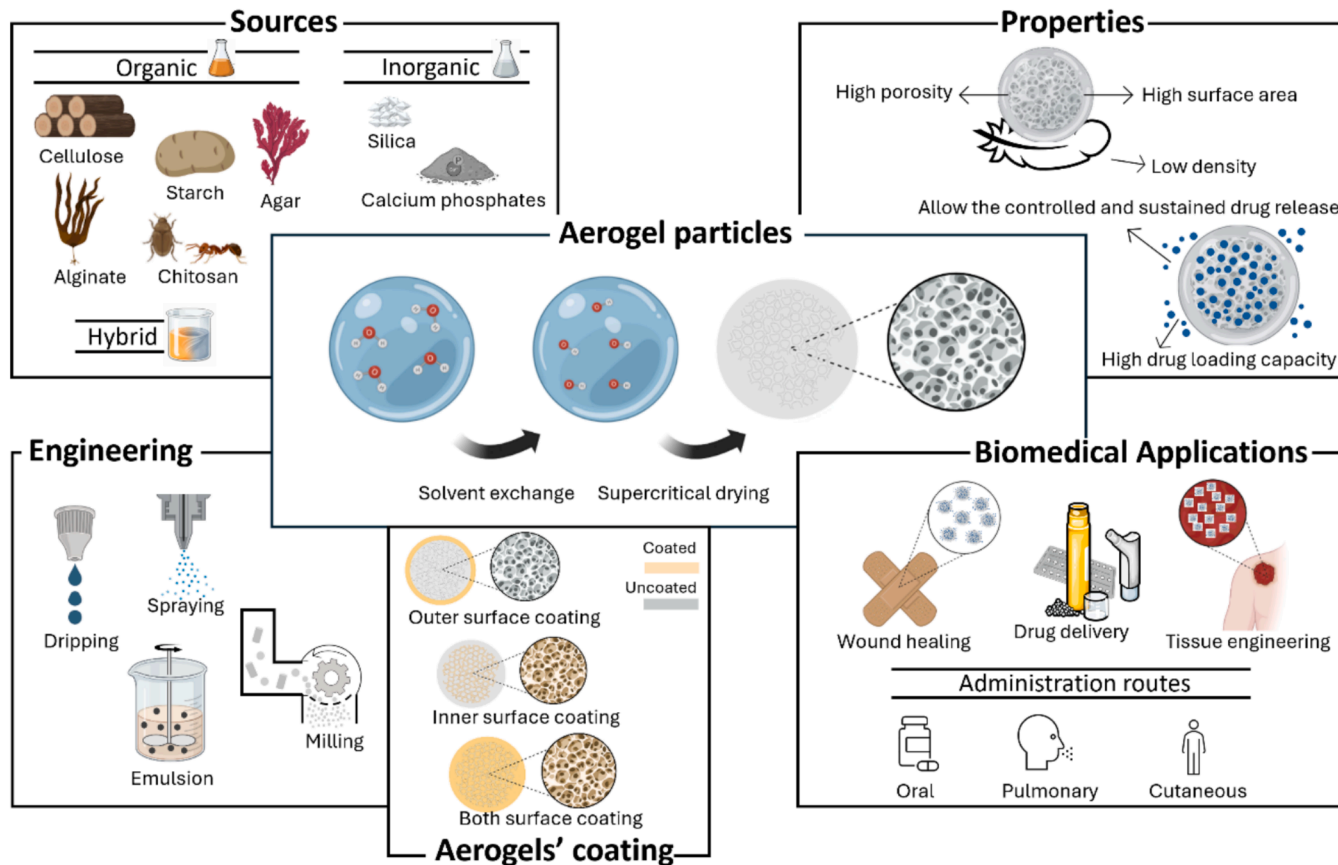 Sources
Organic
Inorganic
Cellulose
Starch
Agar
Alginate
Chitosan
Silica
P
Calcium phosphates
Hybrid
Properties
High porosity
High surface area
Low density
Allow the controlled and sustained drug release
High drug loading capacity
Aerogel particles
Solvent exchange
Supercritical drying
Engineering
Dripping
Spraying
Emulsion
Milling
Coated
Uncoated
Outer surface coating
Inner surface coating
Both surface coating
Aerogels’ coating
Biomedical Applications
Wound healing
Drug delivery
Tissue engineering
Administration routes
Oral
Pulmonary
Cutaneous